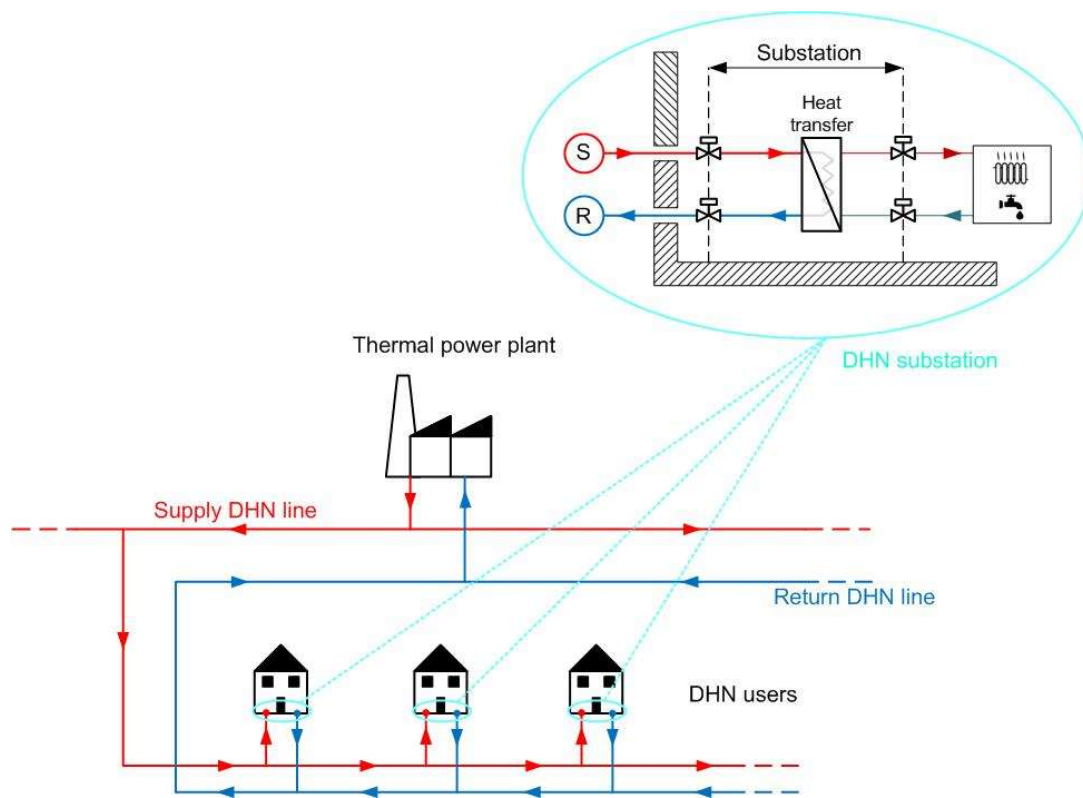 Substation
Heat
transfer
S
R
DHN substation
Thermal power plant
Supply DHN line
Return DHN line
DHN users